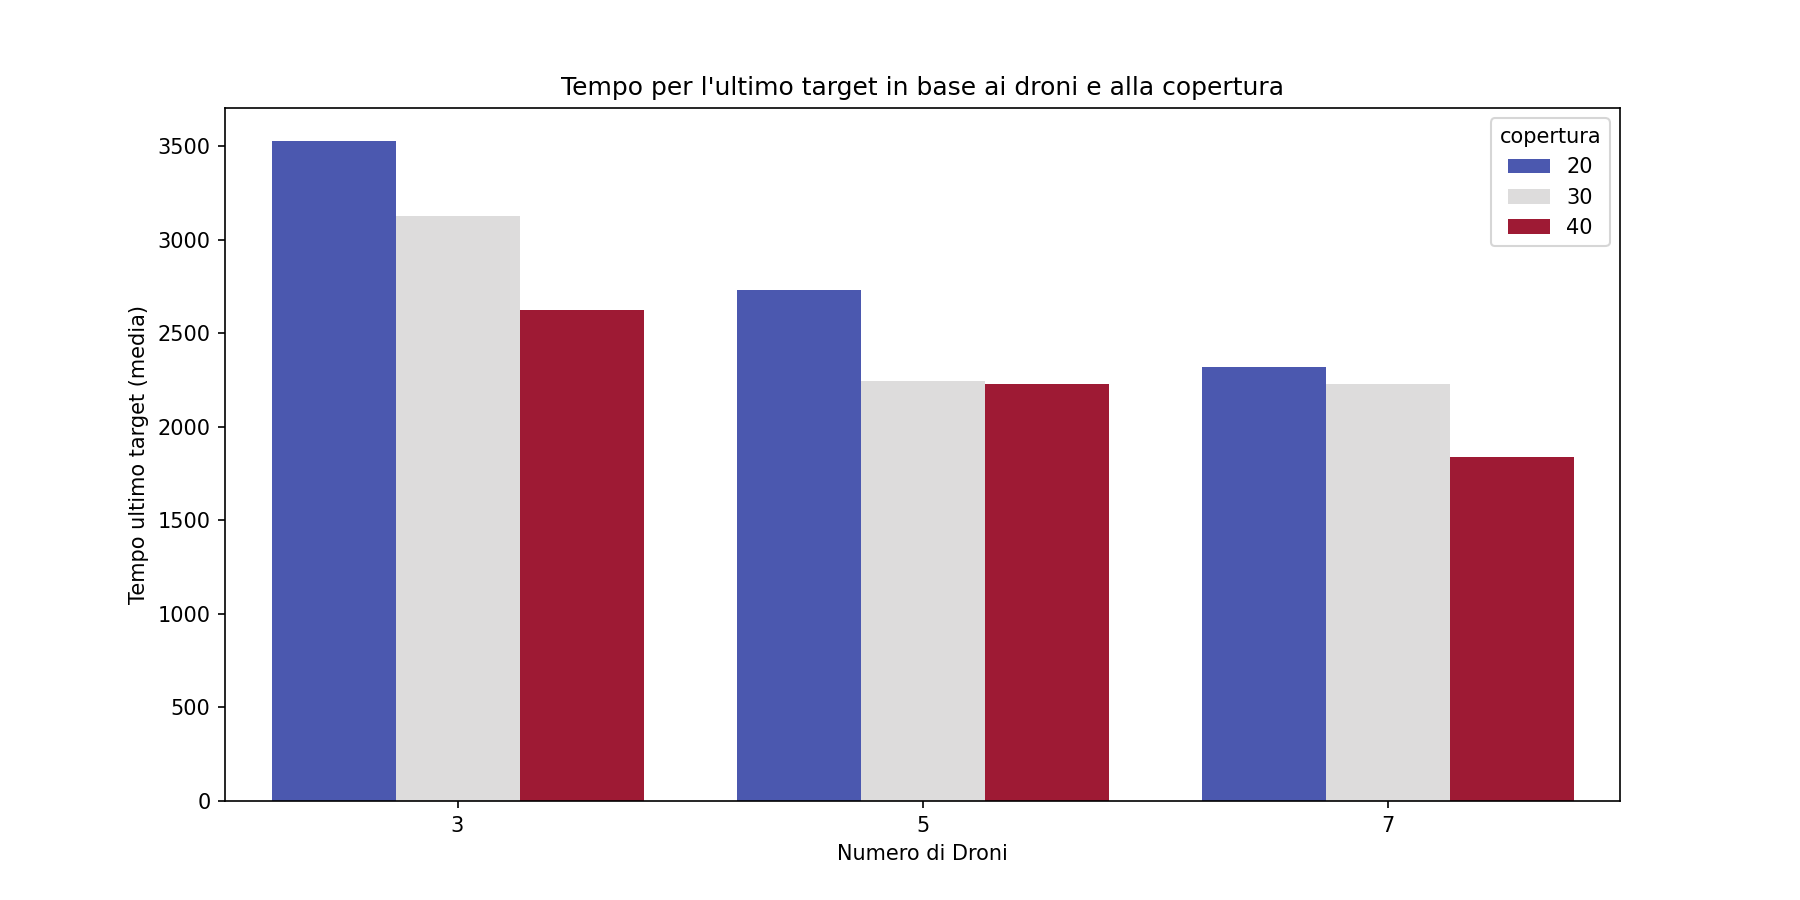 Tempo per l'ultimo target in base ai droni e alla copertura
copertura
20
30
40
Tempo ultimo target (media)
3500
3000
2500
2000
1500
1000
500
0
3 5 7
Numero di Droni